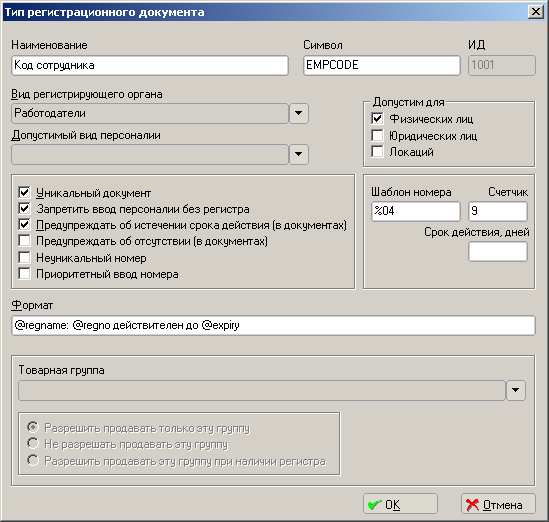 Тип регистрационного документа
Наименование Символ ИД
Код сотрудника EMPCODE 1001
Вид регистрирующего органа
Работодатели
Допустимый вид персоналии
Допустим для
Физических лиц
Юридических лиц
Локаций
Уникальный документ
Запретить ввод персоналии без регистра
Предупреждать об истечении срока действия (в документах)
Предупреждать об отсутствии (в документах)
Неуникальный номер
Приоритетный ввод номера
Шаблон номера Счетчик
%04 9
Срок действия, дней
Формат
@regname: @regno действителен до @expiry
Товарная группа
Разрешить продавать только эту группу
Не разрешать продавать эту группу
Разрешить продавать эту группу при наличии регистра
OK Отмена